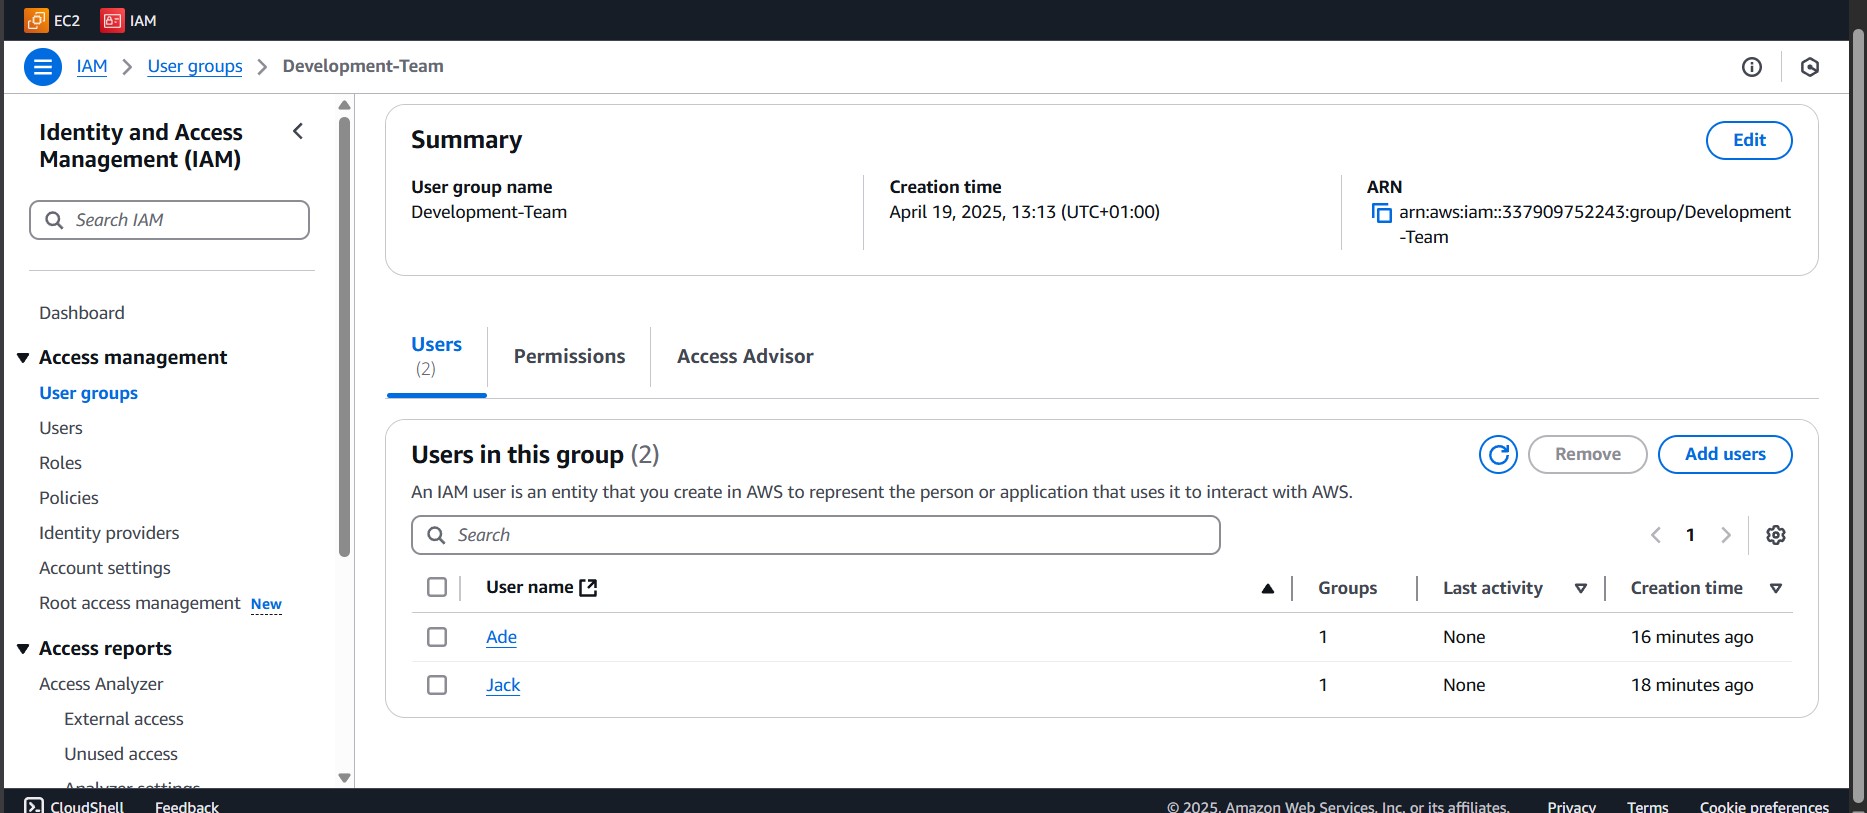 EC2 IAM
IAM > User groups > Development-Team
Identity and Access
Management (IAM)
Search IAM
Dashboard
Access management
User groups
Users
Roles
Policies
Identity providers
Account settings
Root access management New
Access reports
Access Analyzer
External access
Unused access
Analyzer settings
Summary
Edit
User group name
Development-Team
Creation time
April 19, 2025, 13:13 (UTC+01:00)
ARN
arn:aws:iam::337909752243:group/Development
-Team
Users
(2)
Permissions
Access Advisor
Users in this group (2)
Remove
Add users
An IAM user is an entity that you create in AWS to represent the person or application that uses it to interact with AWS.
Search
1
User name Groups Last activity Creation time
Ade 1 None 16 minutes ago
Jack 1 None 18 minutes ago
CloudShell Feedback © 2025, Amazon Web Services, Inc. or its affiliates. Privacy Terms Cookie preferences